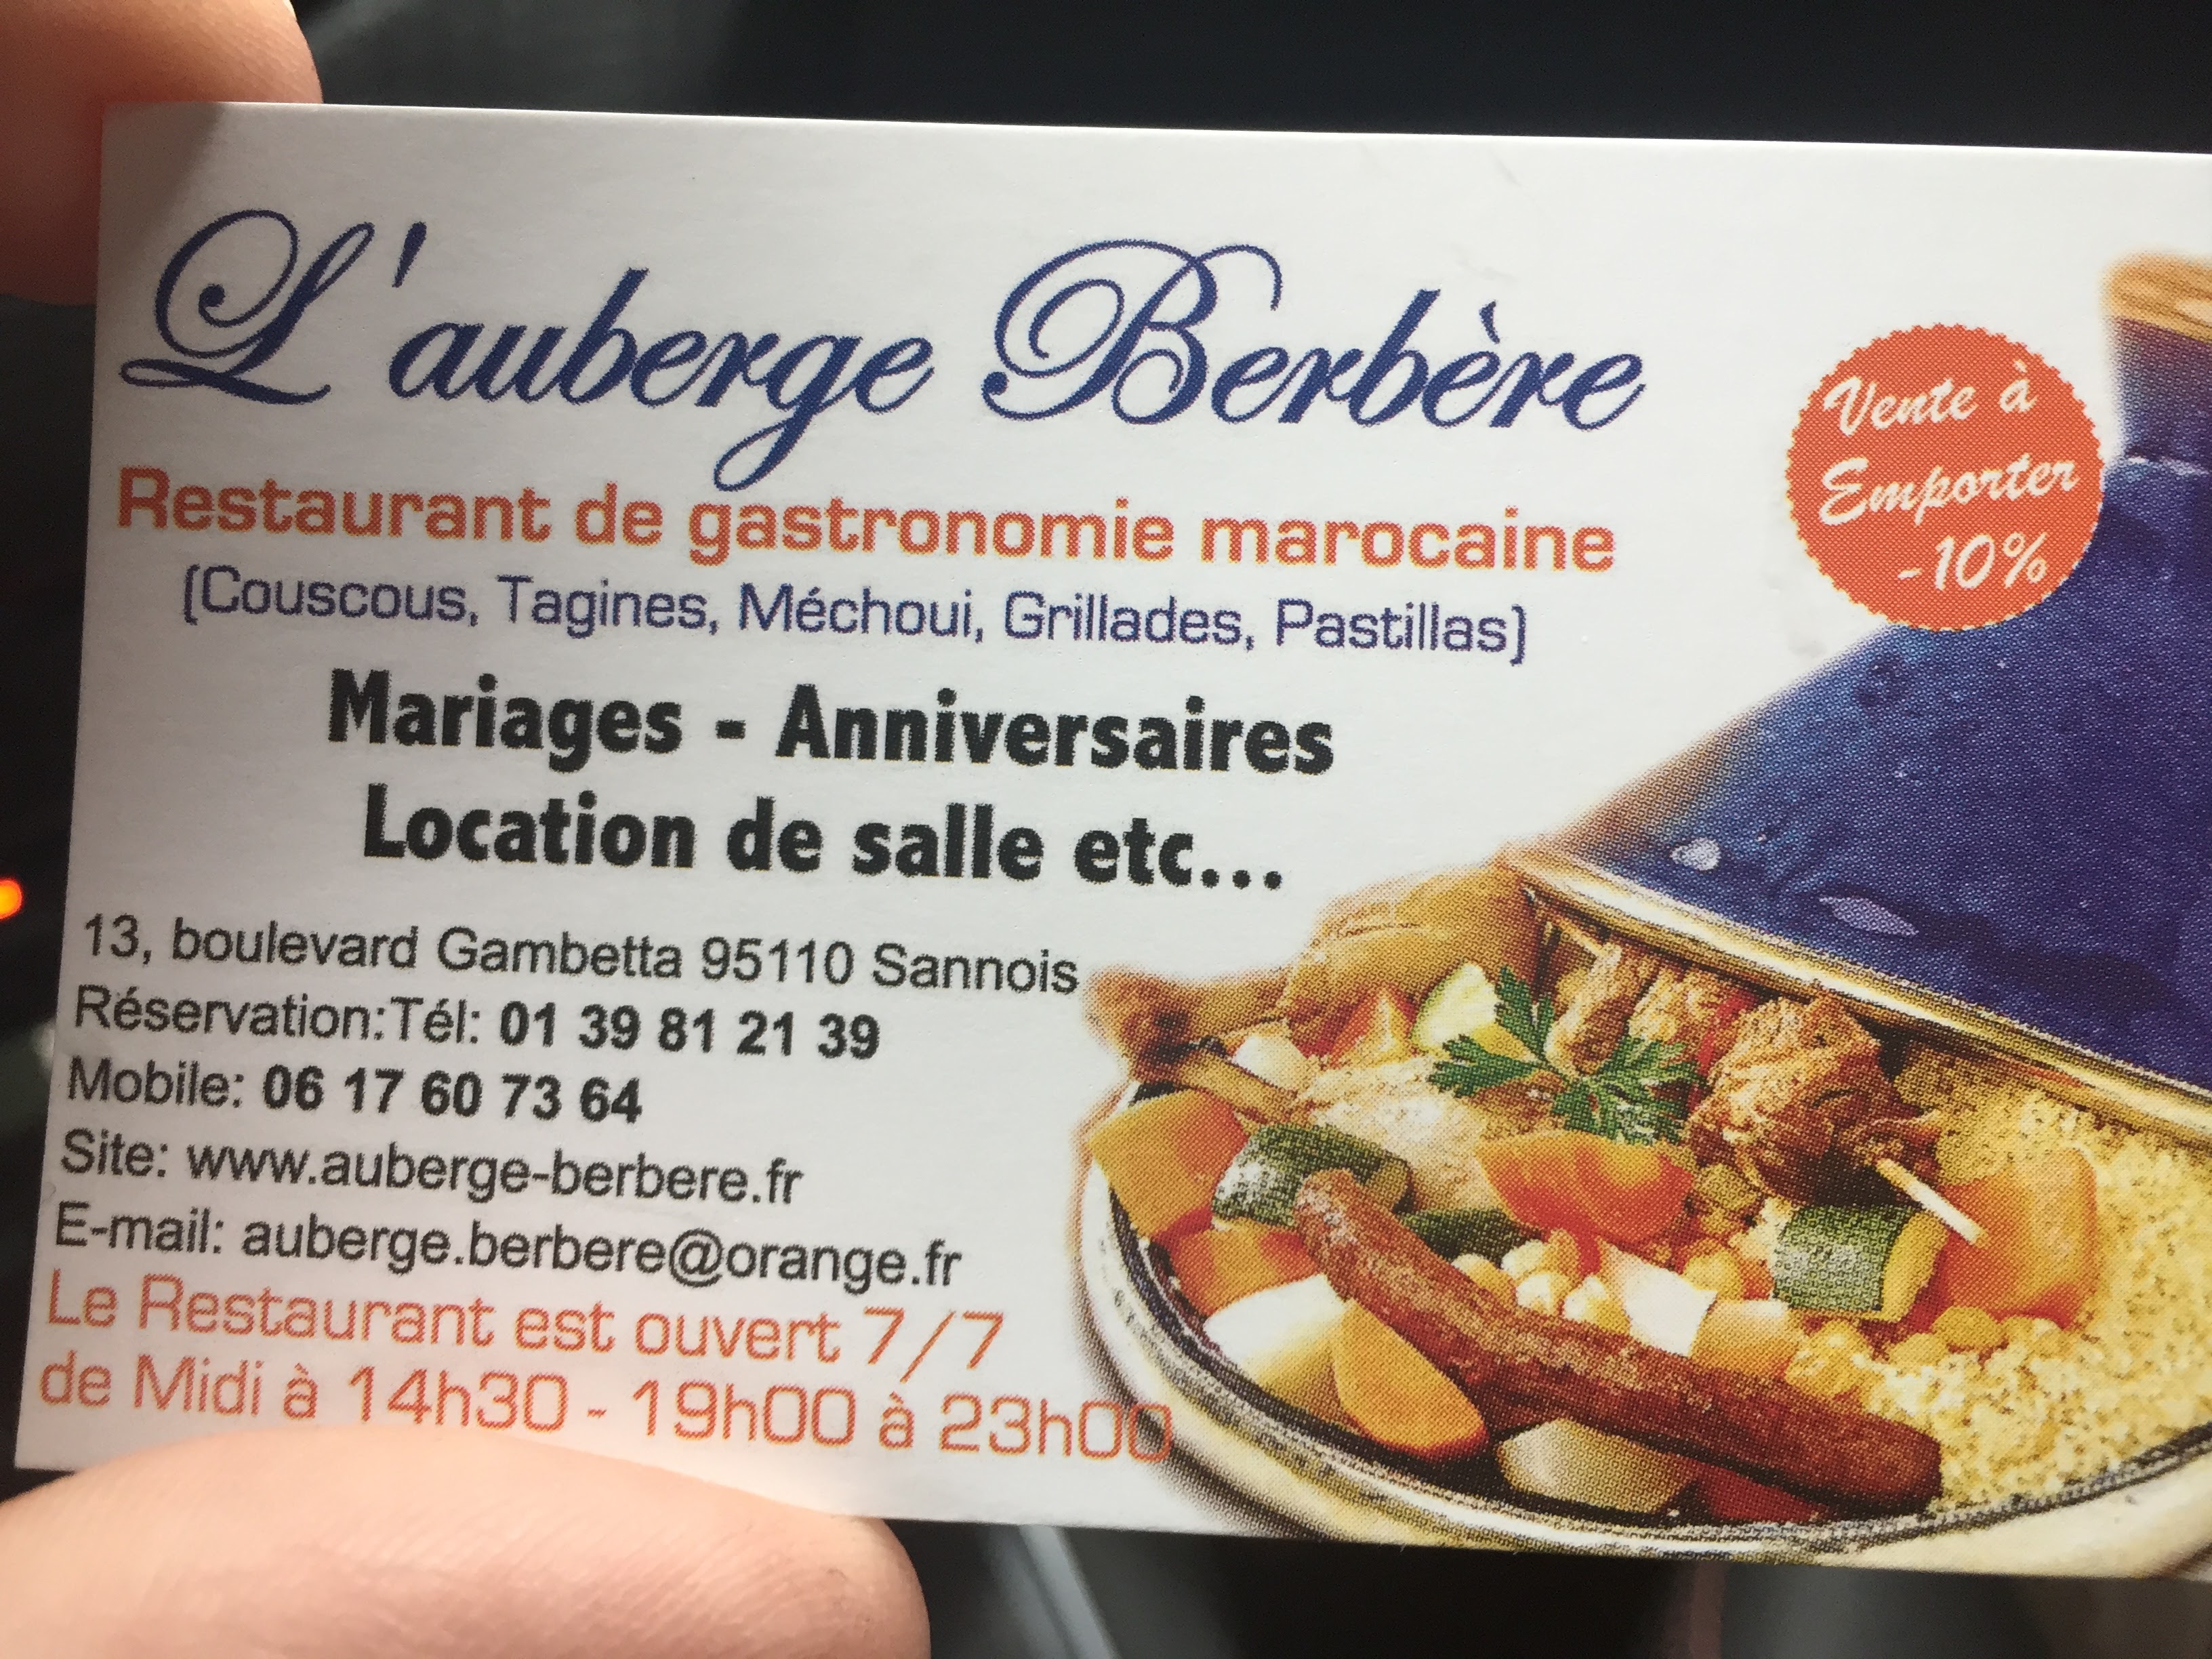 L'auberge Berbère
Vente à
Emporter
-10%
Restaurant de gastronomie marocaine
(Couscous, Tagines, Méchoui, Grillades, Pastillas)
Mariages - Anniversaires
Location de salle etc...
13, boulevard Gambetta 95110 Sannois
Réservation:Tél: 01 39 81 21 39
Mobile: 06 17 60 73 64
Site: www.auberge-berbere.fr
E-mail: auberge.berbere@orange.fr
Le Restaurant est ouvert 7/7
de Midi à 14h30 - 19h00 à 23h00